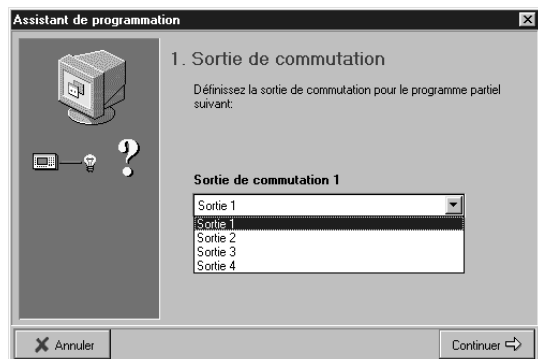 Assistant de programmation
1. Sortie de commutation
Définissez la sortie de commutation pour le programme partiel
suivant:
Sortie de commutation 1
Sortie 1
Sortie 1
Sortie 2
Sortie 3
Sortie 4
Annuler
Continuer